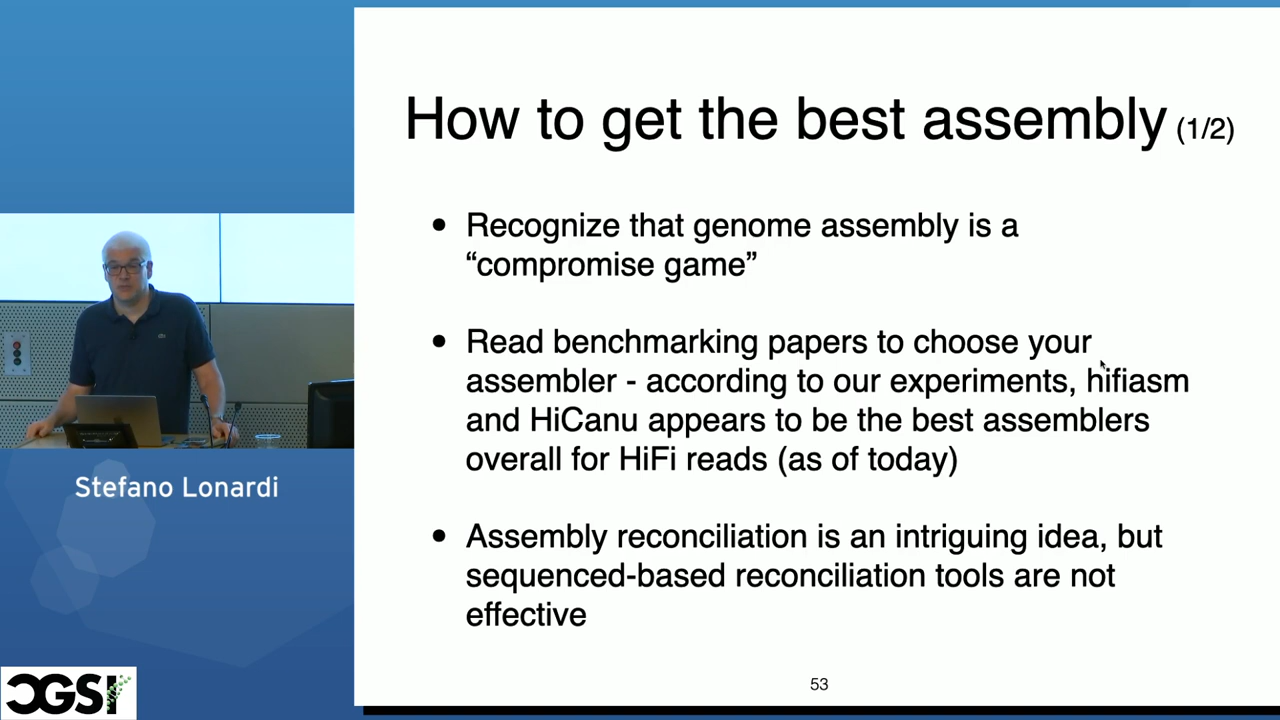 How to get the best assembly (1/2)
• Recognize that genome assembly is a
“compromise game”
• Read benchmarking papers to choose your
assembler - according to our experiments, hifiasm
and HiCanu appears to be the best assemblers
overall for HiFi reads (as of today)
• Assembly reconciliation is an intriguing idea, but
sequenced-based reconciliation tools are not
effective
53
Stefano Lonardi
CGSI